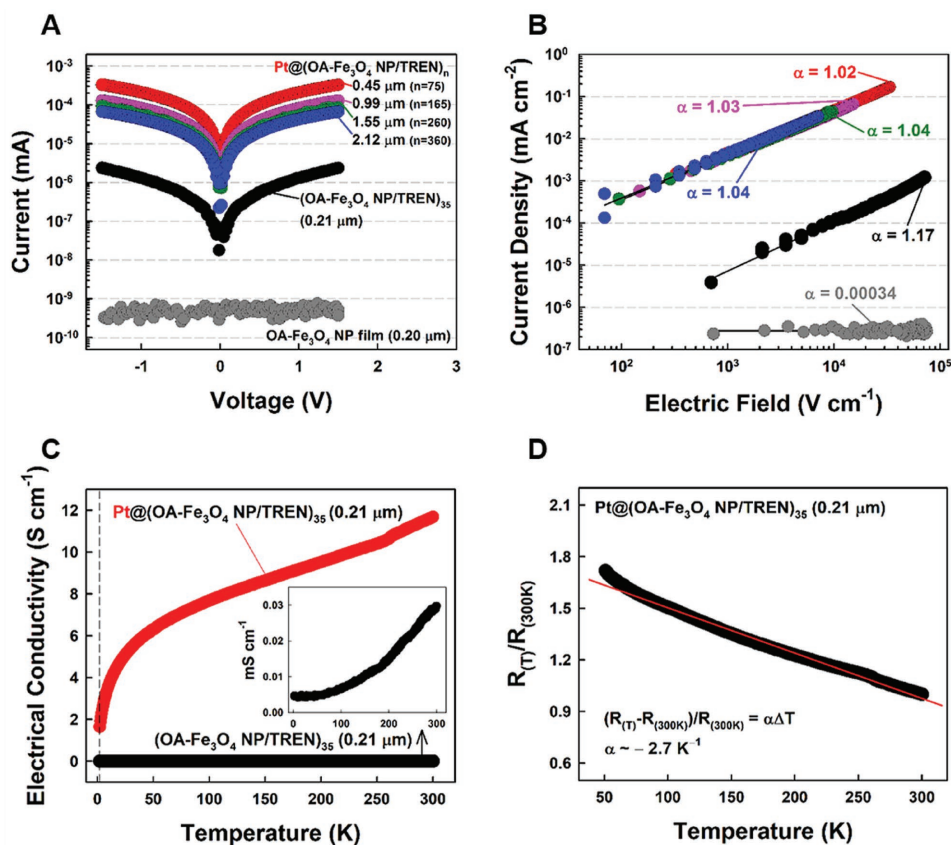 A
Current (mA)
10⁻³
10⁻⁴
10⁻⁵
10⁻⁶
10⁻⁷
10⁻⁸
10⁻⁹
10⁻¹⁰
Pt@(OA-Fe₃O₄ NP/TREN)ₙ
0.45 μm (n=75)
0.99 μm (n=165)
1.55 μm (n=260)
2.12 μm (n=360)
(OA-Fe₃O₄ NP/TREN)₃₅
(0.21 μm)
OA-Fe₃O₄ NP film (0.20 μm)
-1 0 1 2 3
Voltage (V)
B
Current Density (mA cm⁻²)
10⁰
10⁻¹
10⁻²
10⁻³
10⁻⁴
10⁻⁵
10⁻⁶
10⁻⁷
α = 1.02
α = 1.03
α = 1.04
α = 1.04
α = 1.17
α = 0.00034
10² 10³ 10⁴ 10⁵
Electric Field (V cm⁻¹)
C
Electrical Conductivity (S cm⁻¹)
12
10
8
6
4
2
0
Pt@(OA-Fe₃O₄ NP/TREN)₃₅ (0.21 μm)
mS cm⁻¹
0.03
0.02
0.01
0.00
0 100 200 300
(OA-Fe₃O₄ NP/TREN)₃₅ (0.21 μm)
0 50 100 150 200 250 300
Temperature (K)
D
R₍T₎/R₍300K₎
2.1
1.8
1.5
1.2
0.9
0.6
Pt@(OA-Fe₃O₄ NP/TREN)₃₅ (0.21 μm)
(R₍T₎-R₍300K₎)/R₍300K₎ = αΔT
α ~ − 2.7 K⁻¹
50 100 150 200 250 300
Temperature (K)